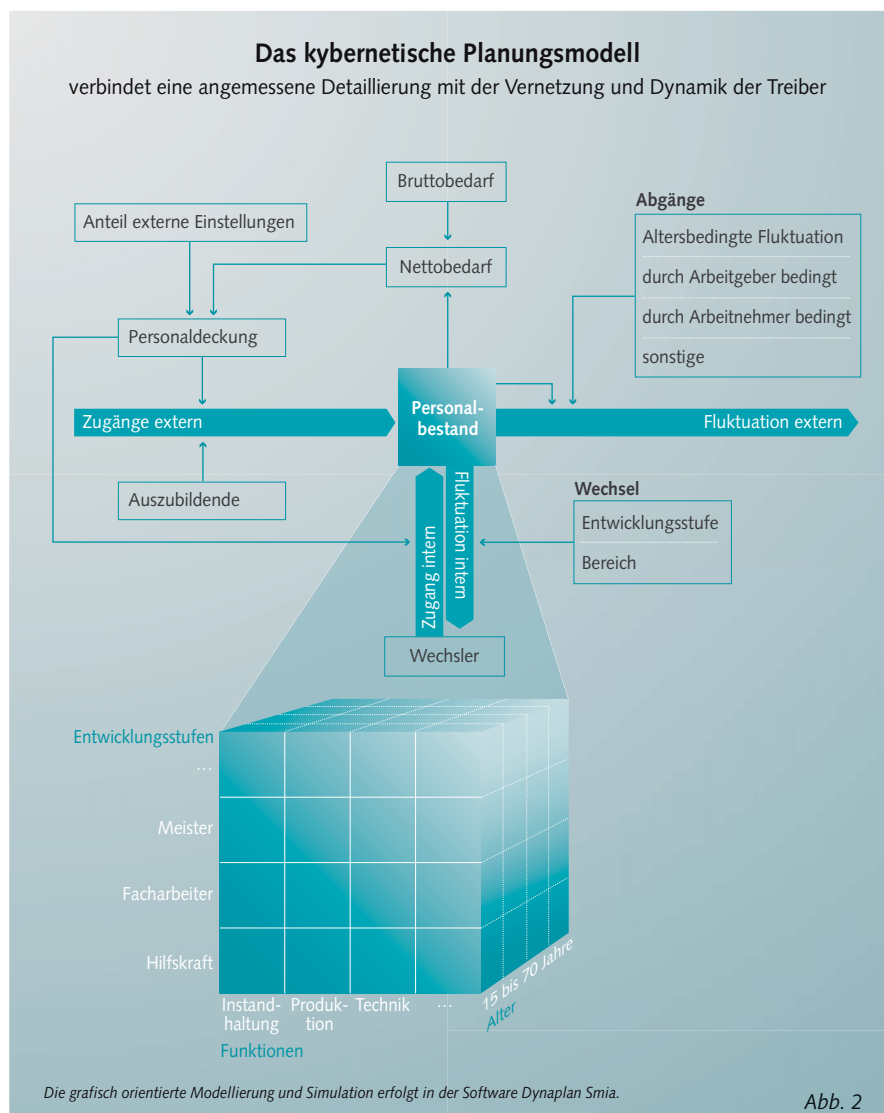 Das kybernetische Planungsmodell
verbindet eine angemessene Detaillierung mit der Vernetzung und Dynamik der Treiber
Bruttobedarf
Anteil externe Einstellungen
Nettobedarf
Personaldeckung
Abgänge
Altersbedingte Fluktuation
durch Arbeitgeber bedingt
durch Arbeitnehmer bedingt
sonstige
Zugänge extern
Personal-
bestand
Fluktuation extern
Auszubildende
Zugang intern
Fluktuation intern
Wechsel
Entwicklungsstufe
Bereich
Wechsler
Entwicklungsstufen
...
Meister
Facharbeiter
Hilfskraft
Instand-
haltung
Produk-
tion
Technik
...
Funktionen
15 bis 70 Jahre
Alter
Die grafisch orientierte Modellierung und Simulation erfolgt in der Software Dynaplan Smia.
Abb. 2